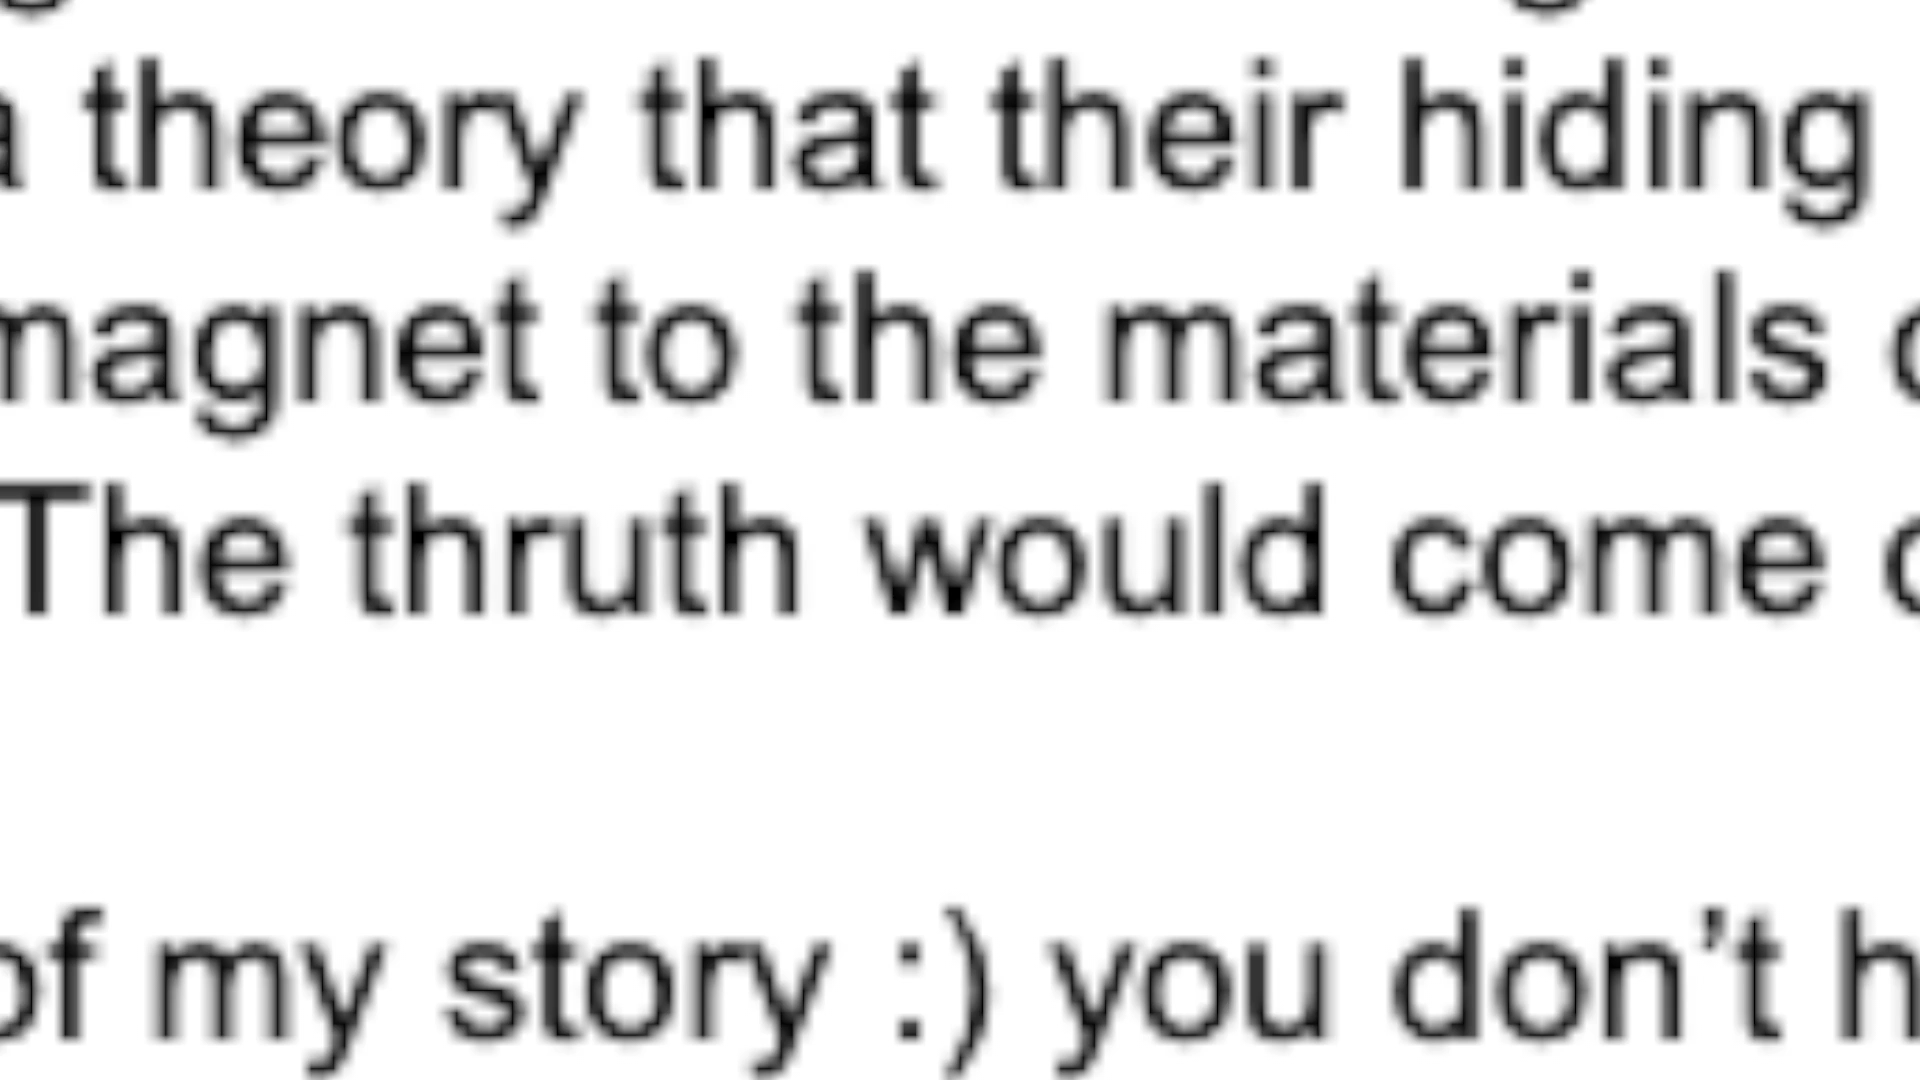 a theory that their hiding
magnet to the materials
The thruth would come
of my story :) you don't